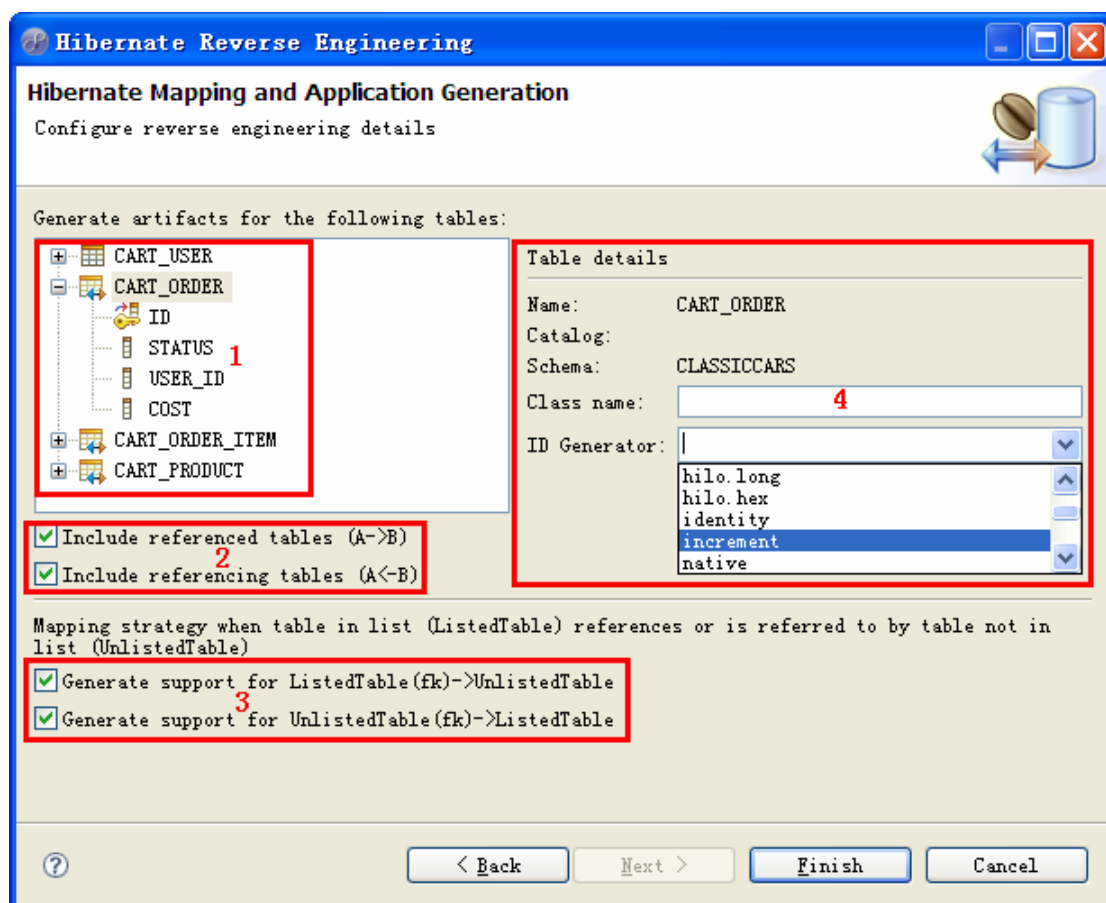 Hibernate Reverse Engineering
Hibernate Mapping and Application Generation
Configure reverse engineering details
Generate artifacts for the following tables:
CART_USER
CART_ORDER
ID
STATUS
1
USER_ID
COST
CART_ORDER_ITEM
CART_PRODUCT
Table details
Name: CART_ORDER
Catalog:
Schema: CLASSICCARS
Class name: 4
ID Generator:
hilo.long
hilo.hex
identity
increment
native
Include referenced tables (A->B)
2
Include referencing tables (A<-B)
Mapping strategy when table in list (ListedTable) references or is referred to by table not in
list (UnlistedTable)
Generate support for ListedTable(fk)->UnlistedTable
3
Generate support for UnlistedTable(fk)->ListedTable
?
< Back Next > Finish Cancel